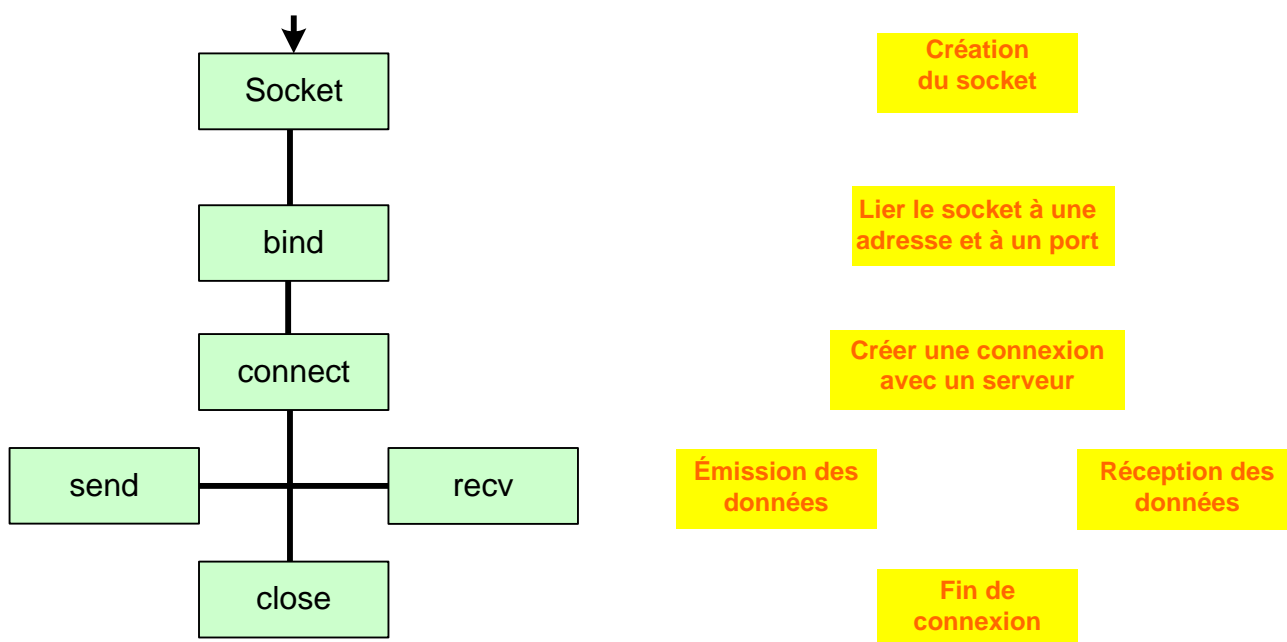 Socket
Création
du socket
bind
Lier le socket à une
adresse et à un port
connect
Créer une connexion
avec un serveur
send
recv
Émission des
données
Réception des
données
close
Fin de
connexion